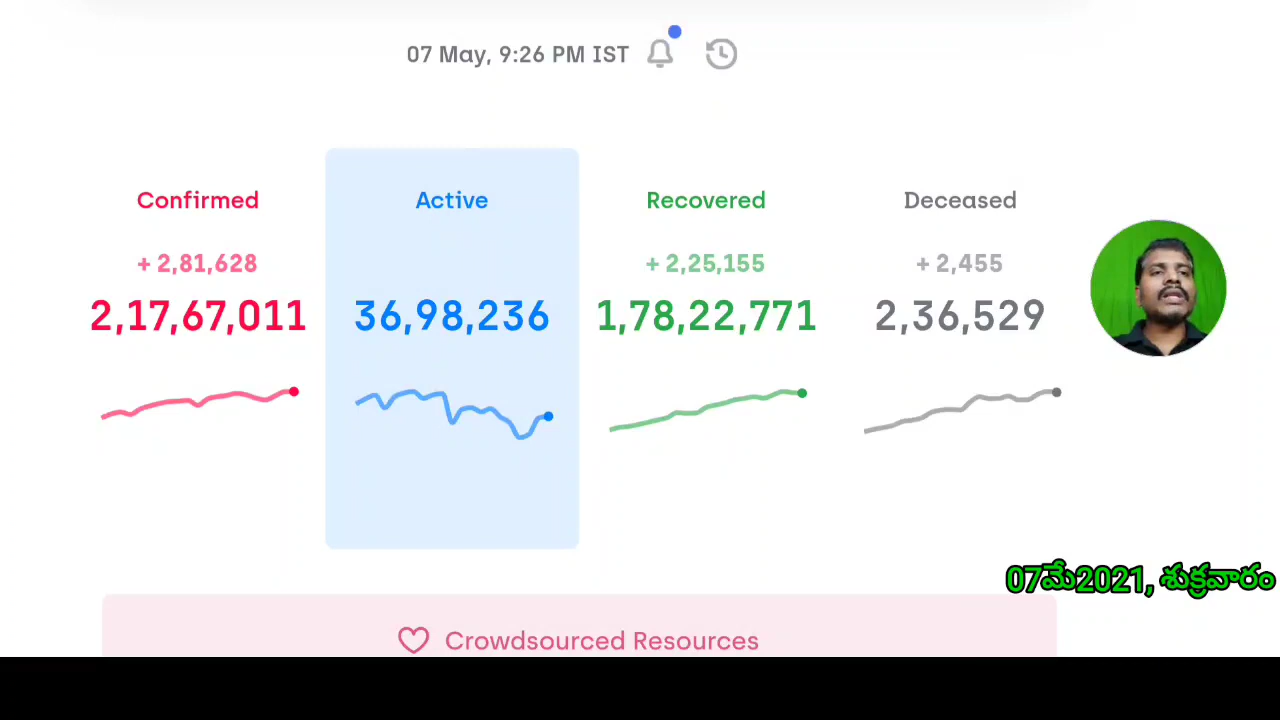 07 May, 9:26 PM IST
Confirmed
Active
Recovered
Deceased
+ 2,81,628
+ 2,25,155
+ 2,455
2,17,67,011
36,98,236
1,78,22,771
2,36,529
07మే2021, శుక్రవారం
Crowdsourced Resources